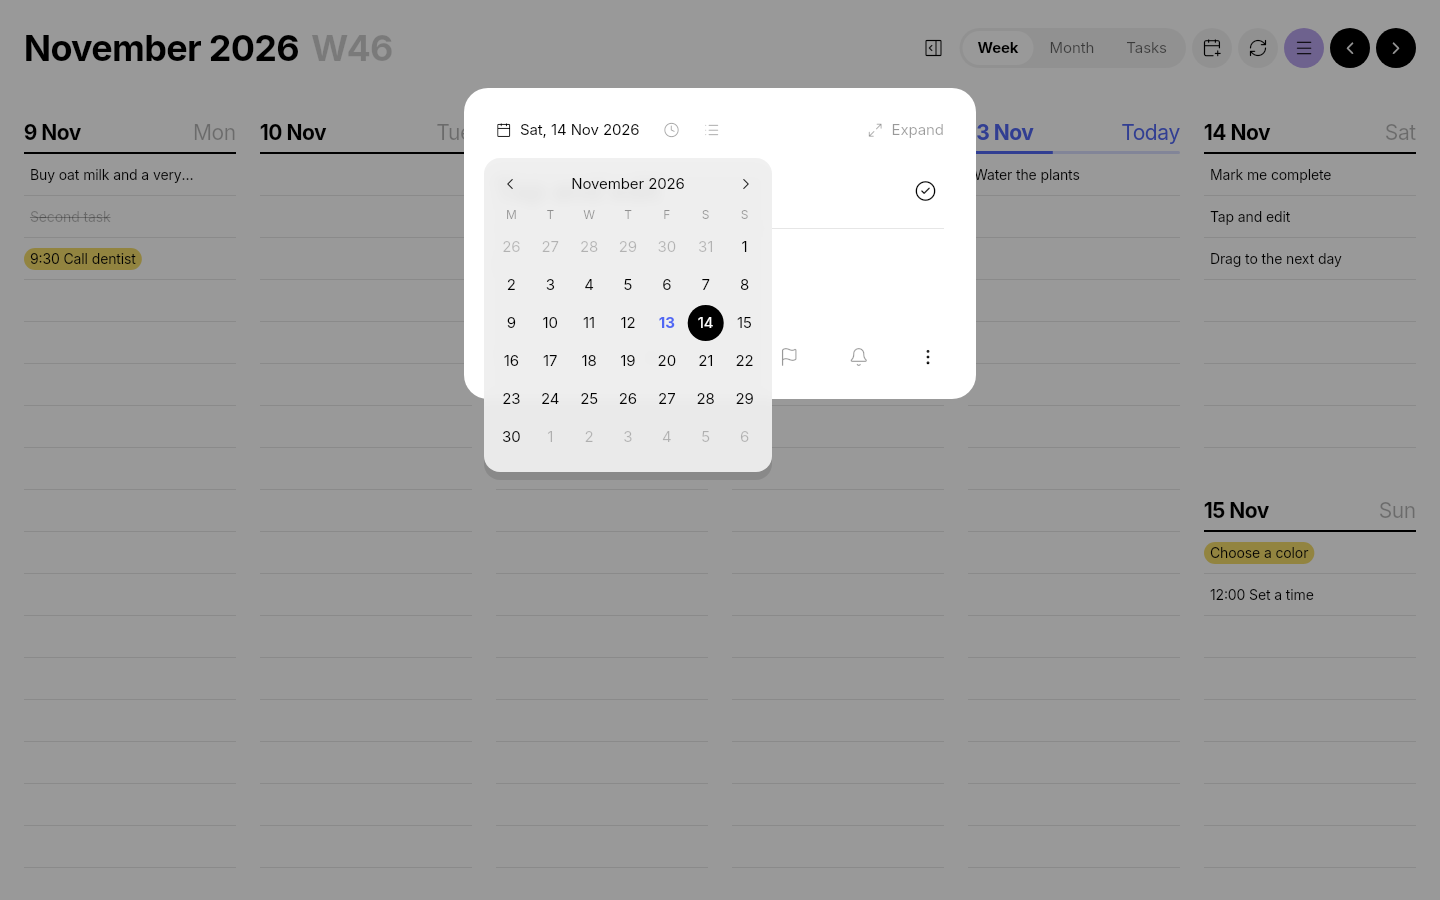 November 2026 W46
Week Month Tasks
9 Nov Mon
Buy oat milk and a very...
Second task
9:30 Call dentist
10 Nov Tue
Sat, 14 Nov 2026
Expand
November 2026
M T W T F S S
26 27 28 29 30 31 1
2 3 4 5 6 7 8
9 10 11 12 13 14 15
16 17 18 19 20 21 22
23 24 25 26 27 28 29
30 1 2 3 4 5 6
3 Nov Today
Water the plants
14 Nov Sat
Mark me complete
Tap and edit
Drag to the next day
15 Nov Sun
Choose a color
12:00 Set a time